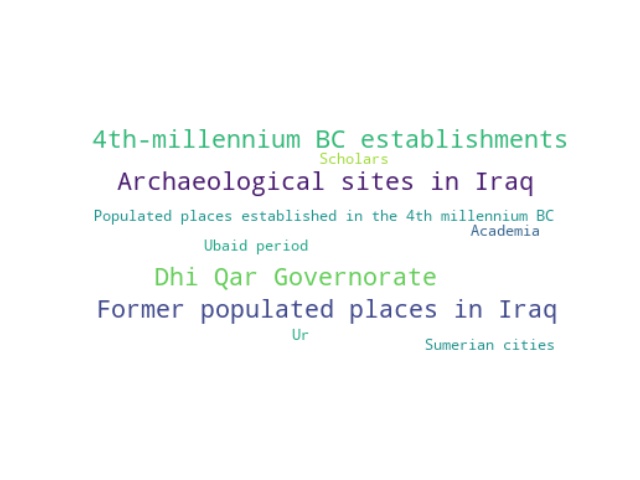 4th-millennium BC establishments
Scholars
Archaeological sites in Iraq
Populated places established in the 4th millennium BC
Academia
Ubaid period
Dhi Qar Governorate
Former populated places in Iraq
Ur
Sumerian cities